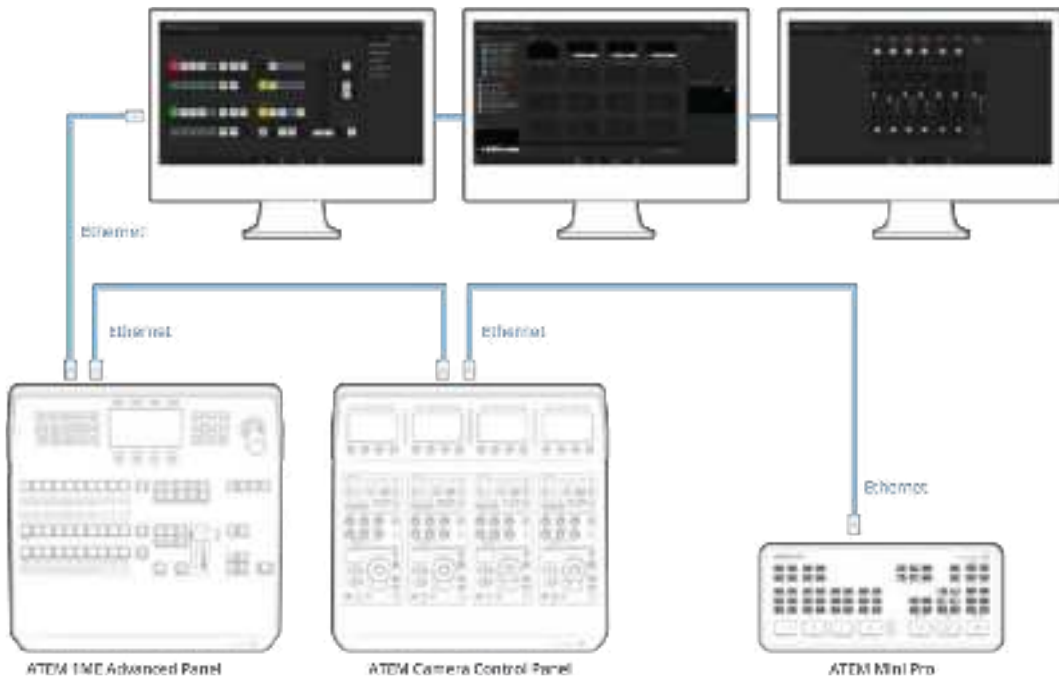 Ethernet
Ethernet
Ethernet
Ethernet
ATEM 1ME Advanced Panel
ATEM Camera Control Panel
ATEM Mini Pro